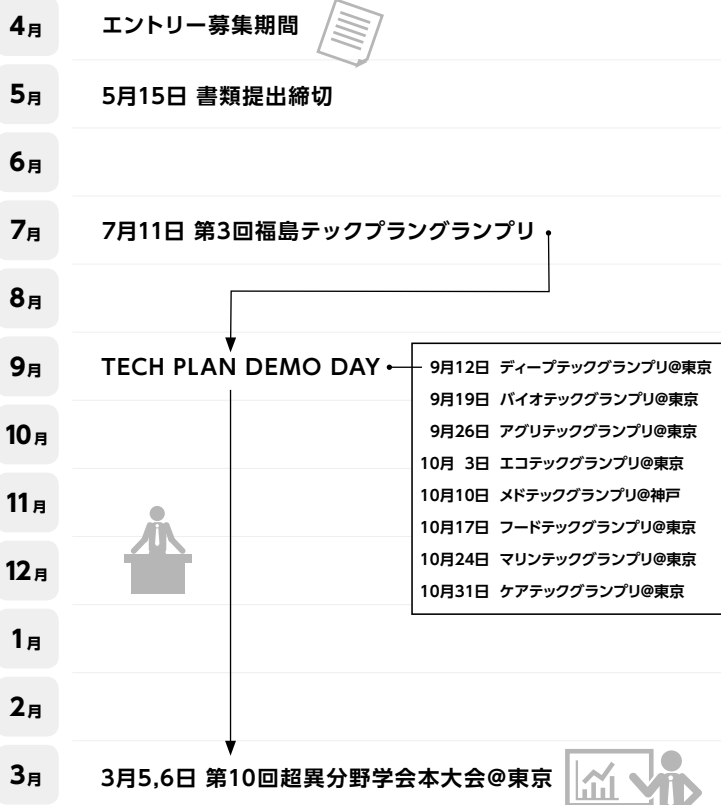 4月 エントリー募集期間
5月 5月15日 書類提出締切
6月
7月 7月11日 第3回福島テックプラングランプリ
8月
9月 TECH PLAN DEMO DAY
9月12日 ディープテックグランプリ@東京
9月19日 バイオテックグランプリ@東京
9月26日 アグリテックグランプリ@東京
10月 3日 エコテックグランプリ@東京
10月10日 メドテックグランプリ@神戸
10月17日 フードテックグランプリ@東京
10月24日 マリンテックグランプリ@東京
10月31日 ケアテックグランプリ@東京
10月
11月
12月
1月
2月
3月 3月5,6日 第10回超異分野学会本大会@東京